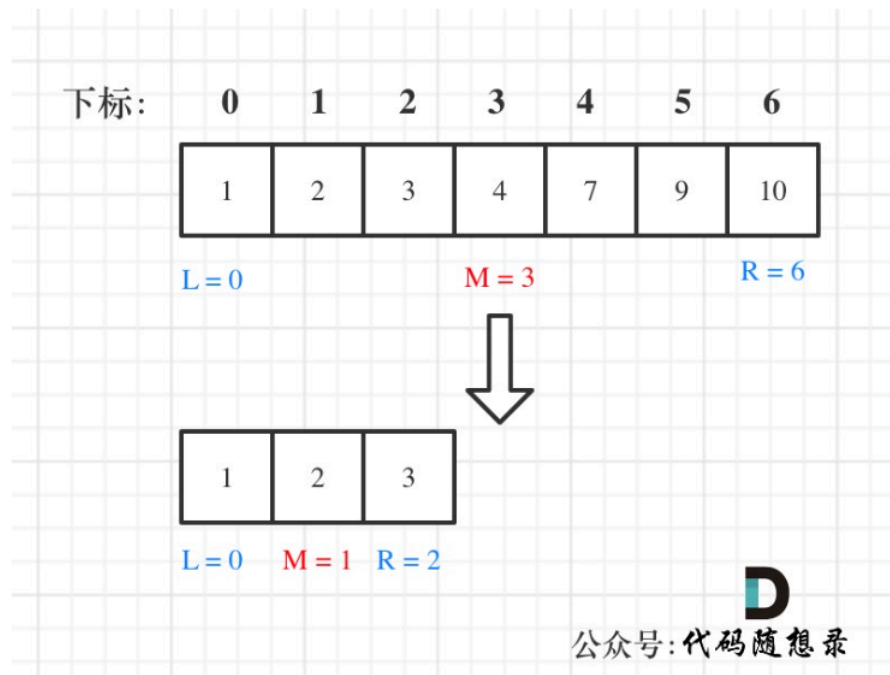 下标: 0 1 2 3 4 5 6
1 2 3 4 7 9 10
L = 0 M = 3 R = 6
1 2 3
L = 0 M = 1 R = 2
公众号:代码随想录